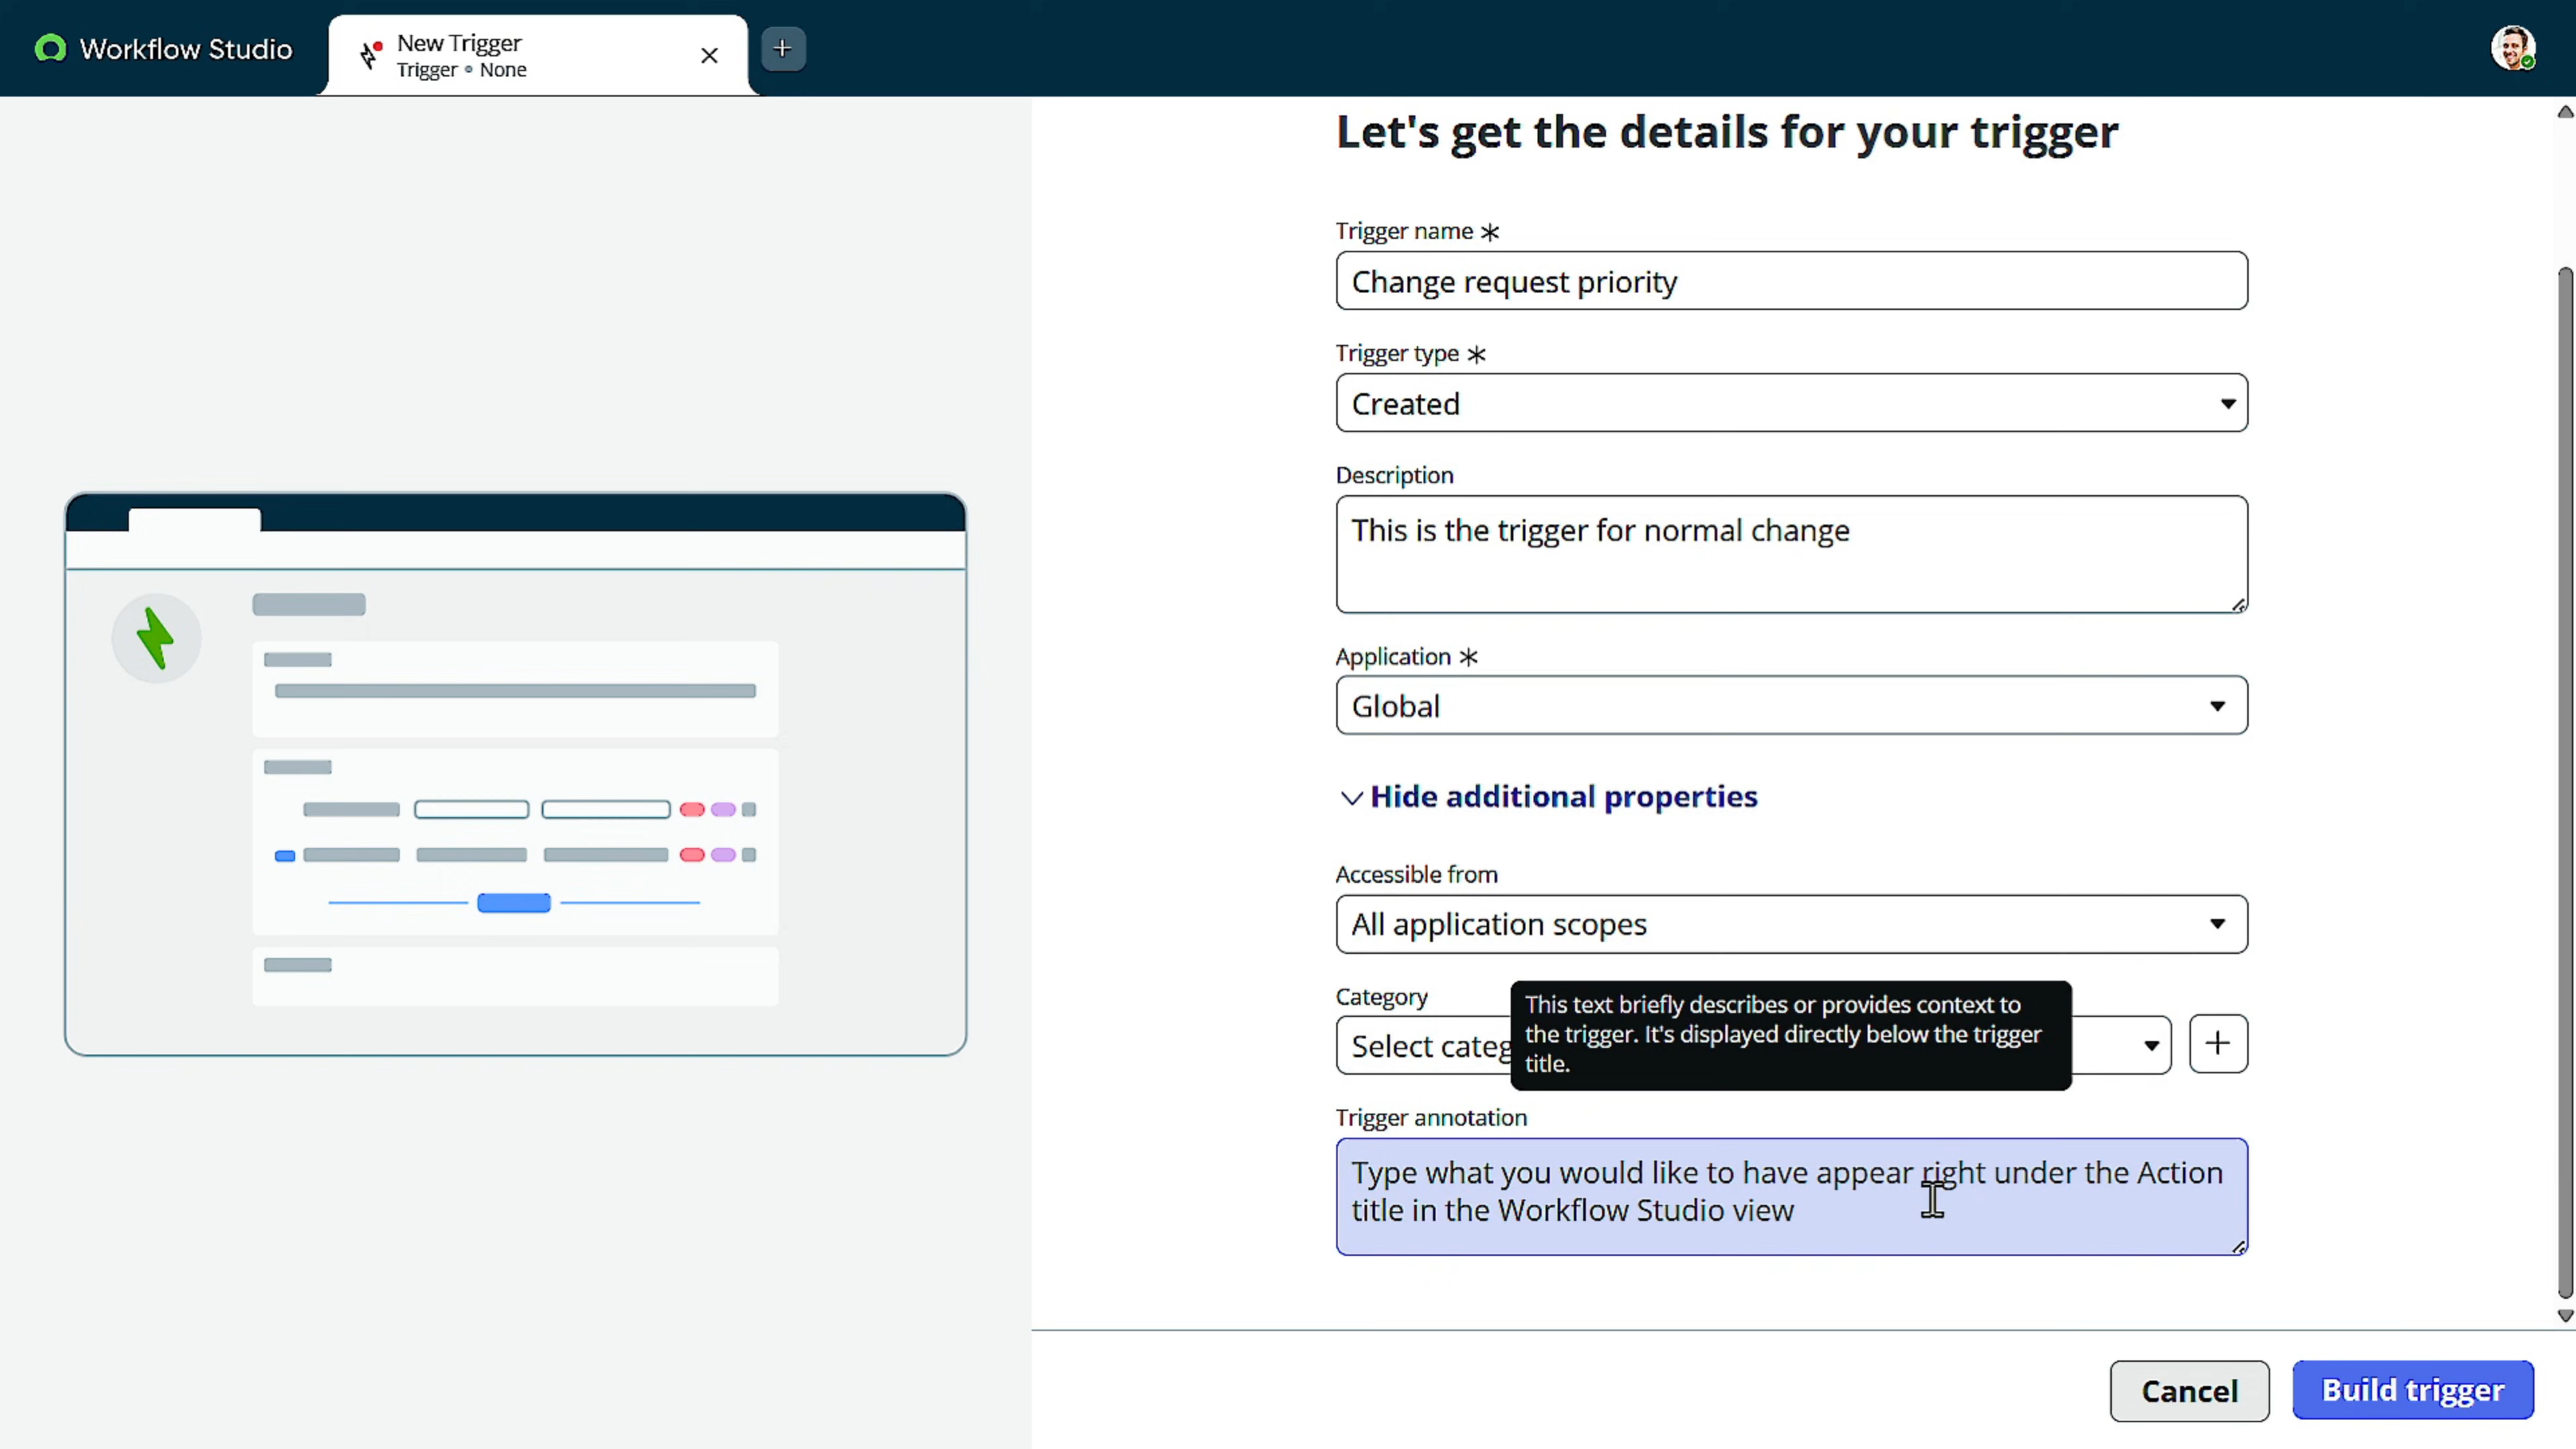 Workflow Studio
New Trigger
Trigger • None
Let's get the details for your trigger
Trigger name *
Change request priority
Trigger type *
Created
Description
This is the trigger for normal change
Application *
Global
Hide additional properties
Accessible from
All application scopes
Category
Select categ
This text briefly describes or provides context to
the trigger. It's displayed directly below the trigger
title.
Trigger annotation
Type what you would like to have appear right under the Action
title in the Workflow Studio view
Cancel
Build trigger